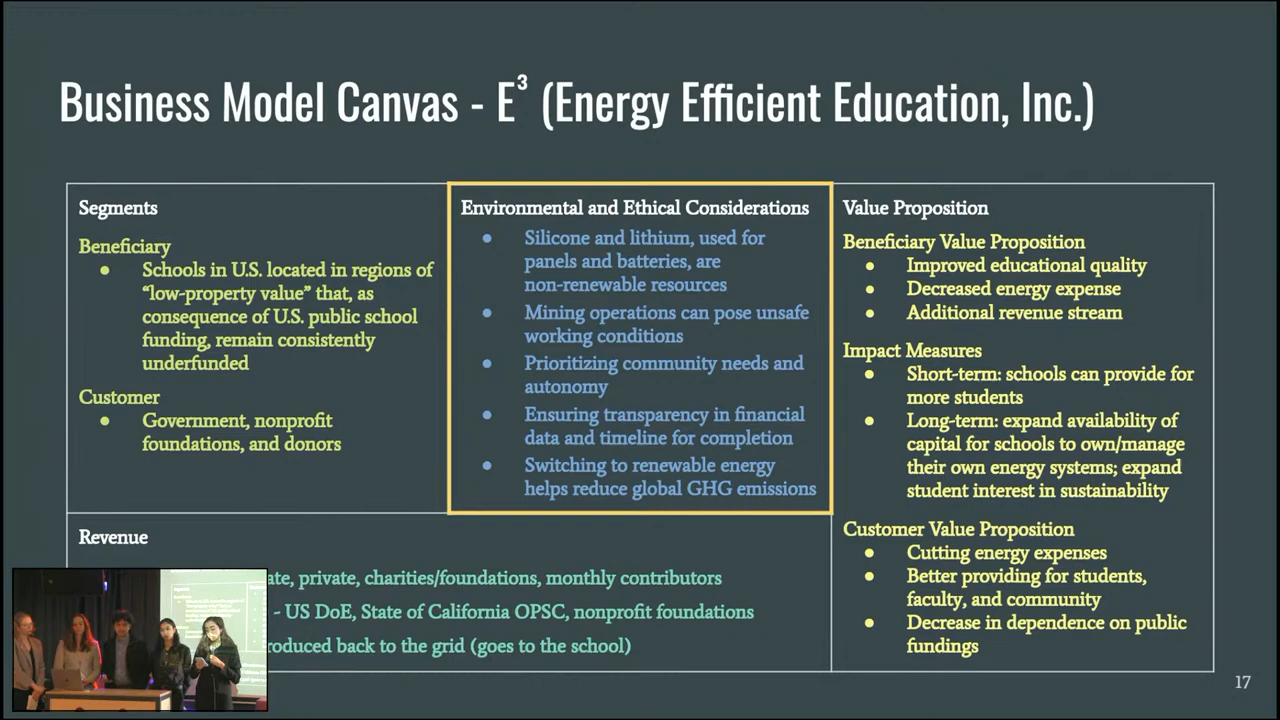 Business Model Canvas - E³ (Energy Efficient Education, Inc.)
Segments
Beneficiary
● Schools in U.S. located in regions of
“low-property value” that, as
consequence of U.S. public school
funding, remain consistently
underfunded
Customer
● Government, nonprofit
foundations, and donors
Environmental and Ethical Considerations
● Silicone and lithium, used for
panels and batteries, are
non-renewable resources
● Mining operations can pose unsafe
working conditions
● Prioritizing community needs and
autonomy
● Ensuring transparency in financial
data and timeline for completion
● Switching to renewable energy
helps reduce global GHG emissions
Value Proposition
Beneficiary Value Proposition
● Improved educational quality
● Decreased energy expense
● Additional revenue stream
Impact Measures
● Short-term: schools can provide for
more students
● Long-term: expand availability of
capital for schools to own/manage
their own energy systems; expand
student interest in sustainability
Customer Value Proposition
● Cutting energy expenses
● Better providing for students,
faculty, and community
● Decrease in dependence on public
fundings
Revenue
private, charities/foundations, monthly contributors
- US DoE, State of California OPSC, nonprofit foundations
back to the grid (goes to the school)
17